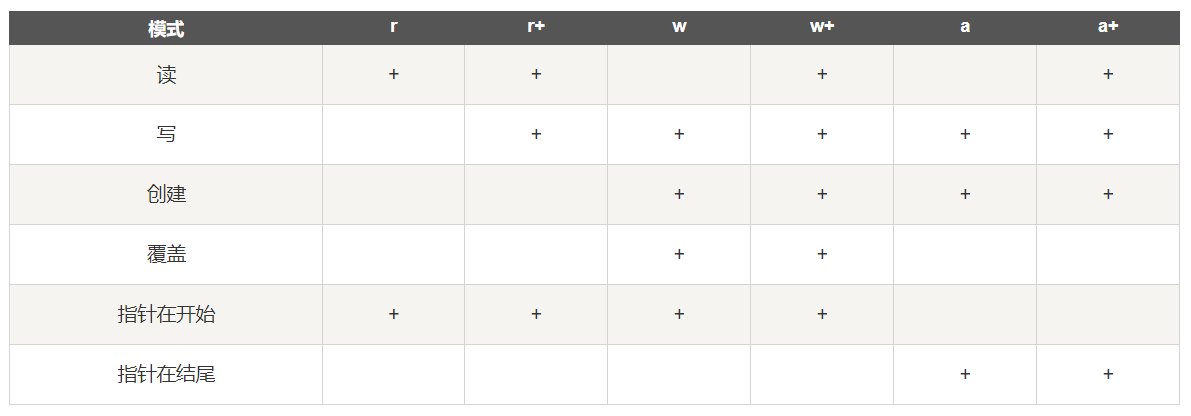 模式 r r+ w w+ a a+
读 + + + +
写 + + + + +
创建 + + + +
覆盖 + +
指针在开始 + + + +
指针在结尾 + +